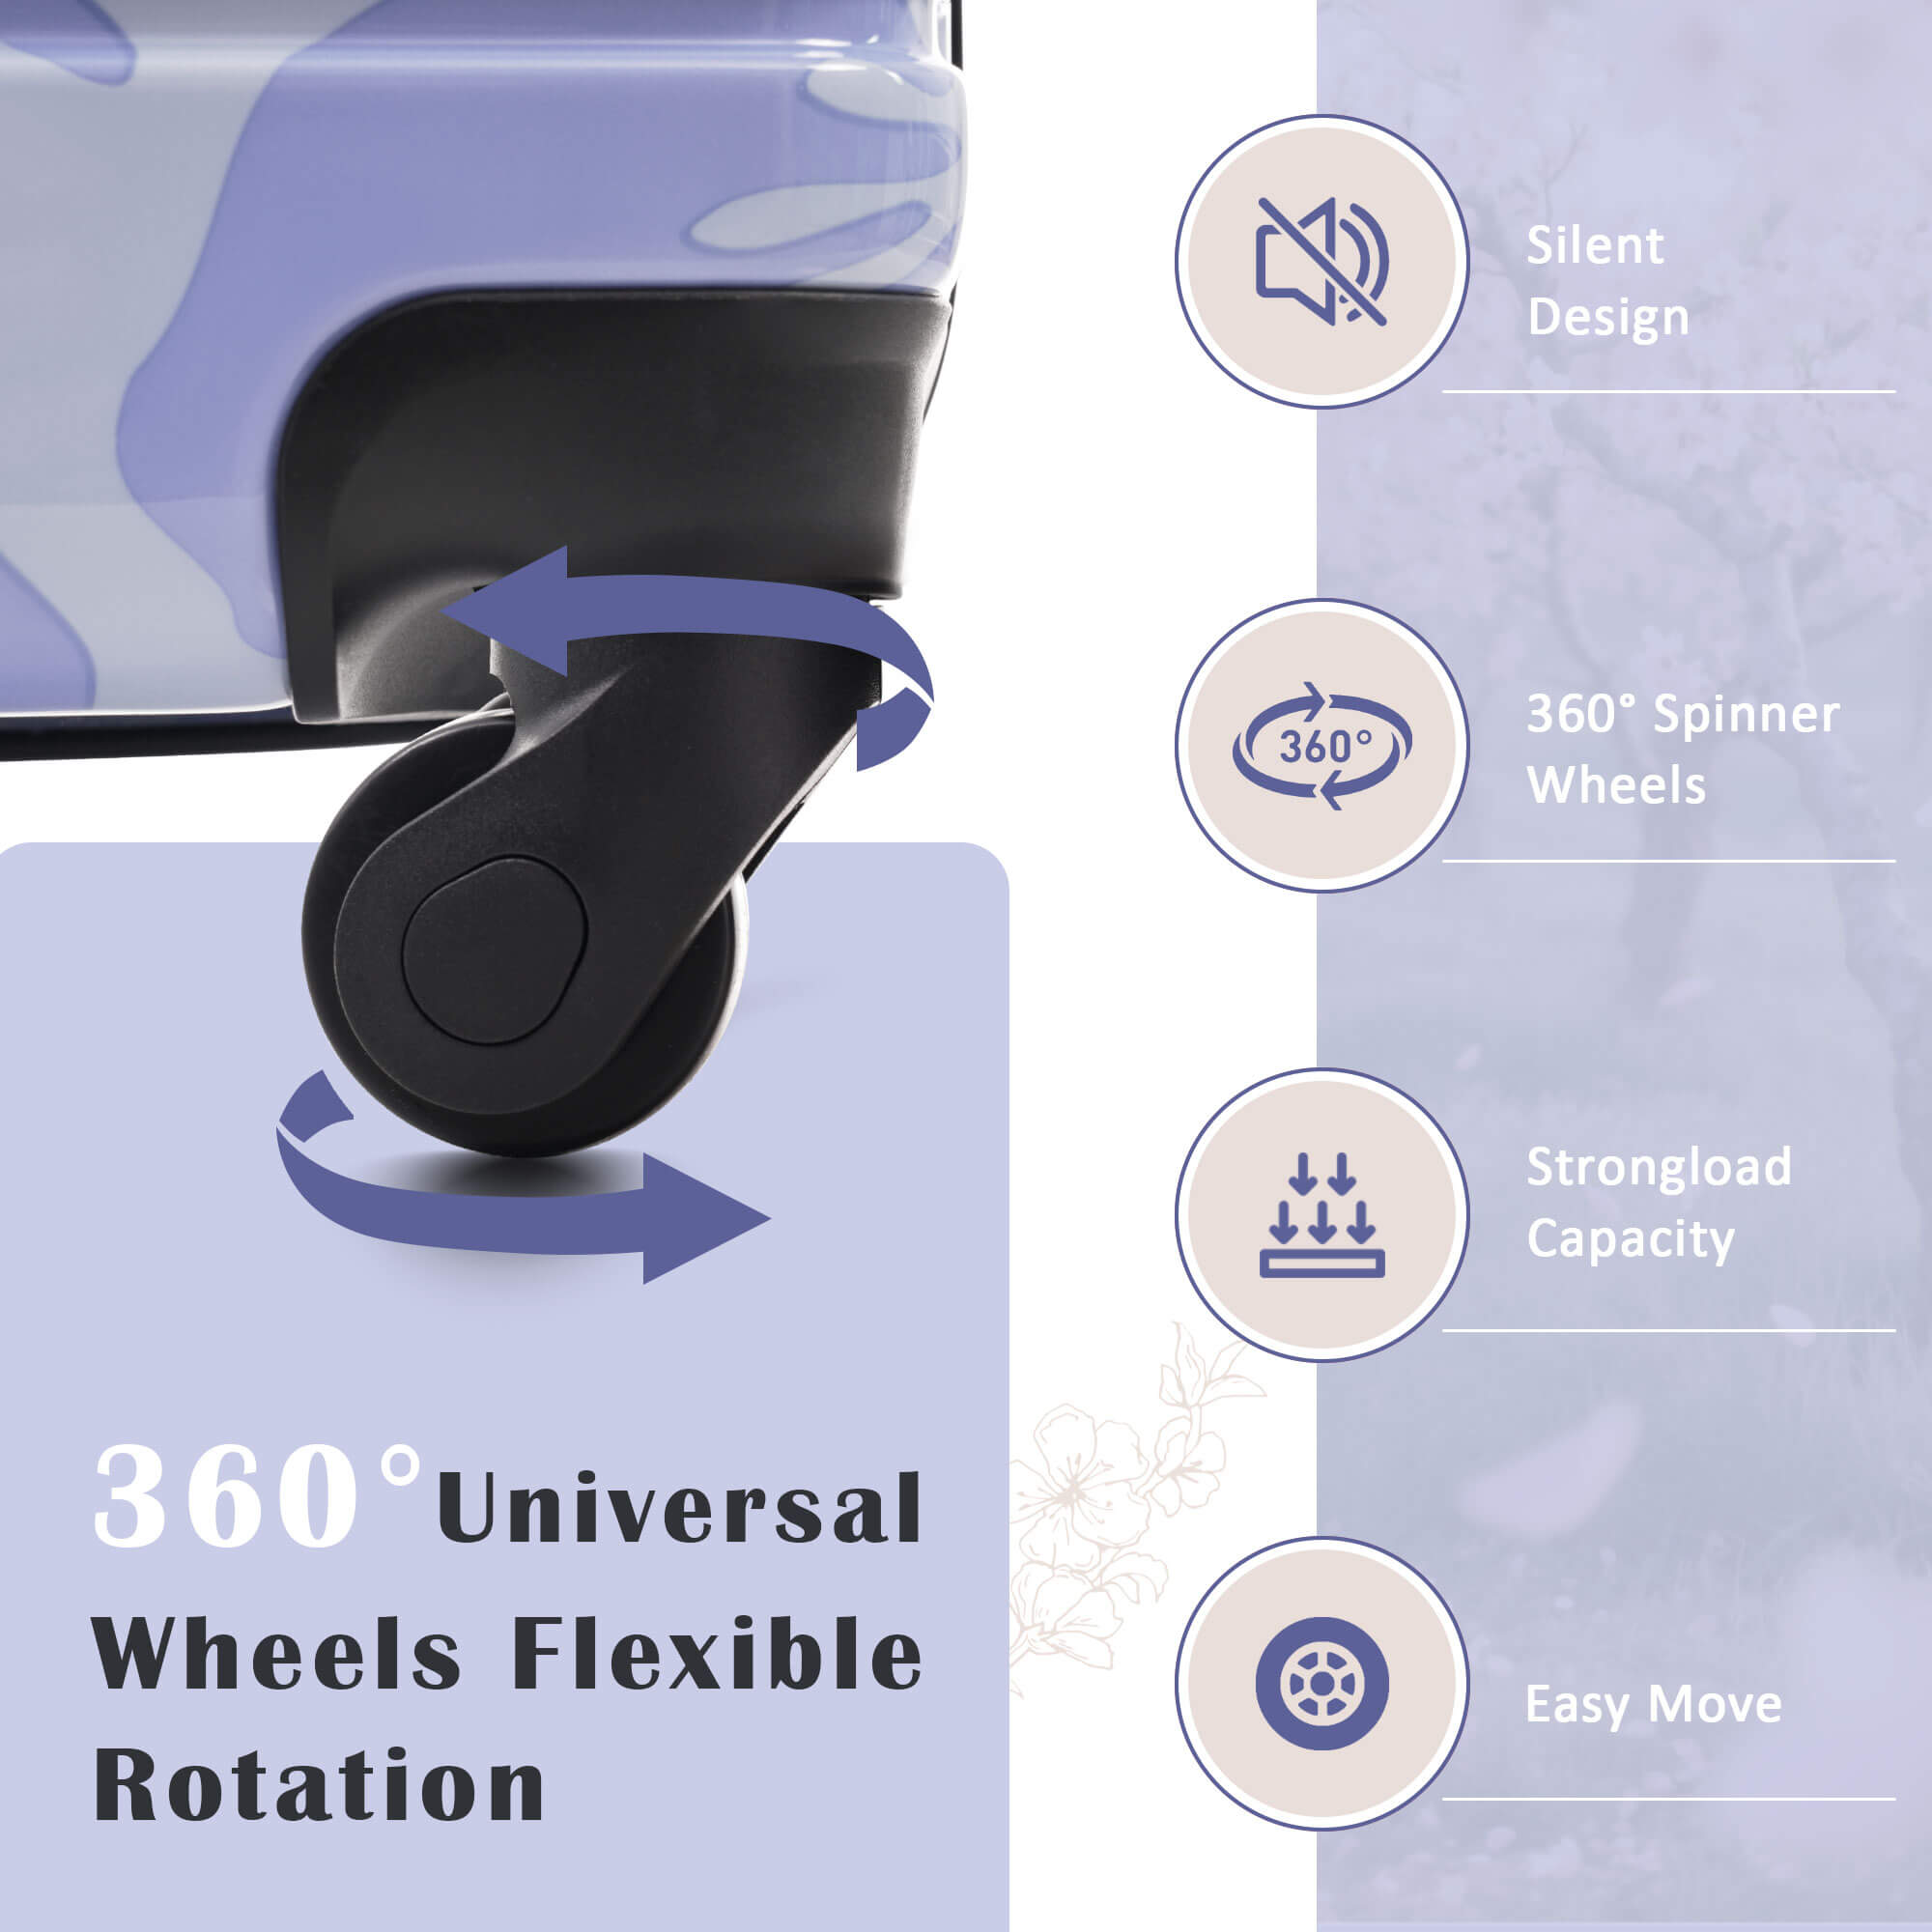 Silent
Design
360°
360° Spinner
Wheels
Strongload
Capacity
Easy Move
360° Universal
Wheels Flexible
Rotation